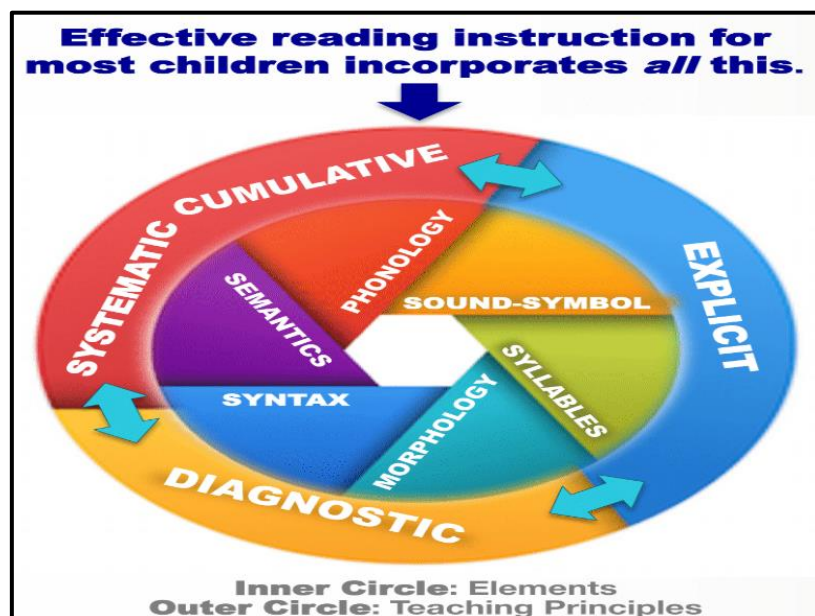 Effective reading instruction for
most children incorporates all this.
SYSTEMATIC CUMULATIVE
EXPLICIT
DIAGNOSTIC
PHONOLOGY
SOUND-SYMBOL
SYLLABLES
MORPHOLOGY
SYNTAX
SEMANTICS
Inner Circle: Elements
Outer Circle: Teaching Principles